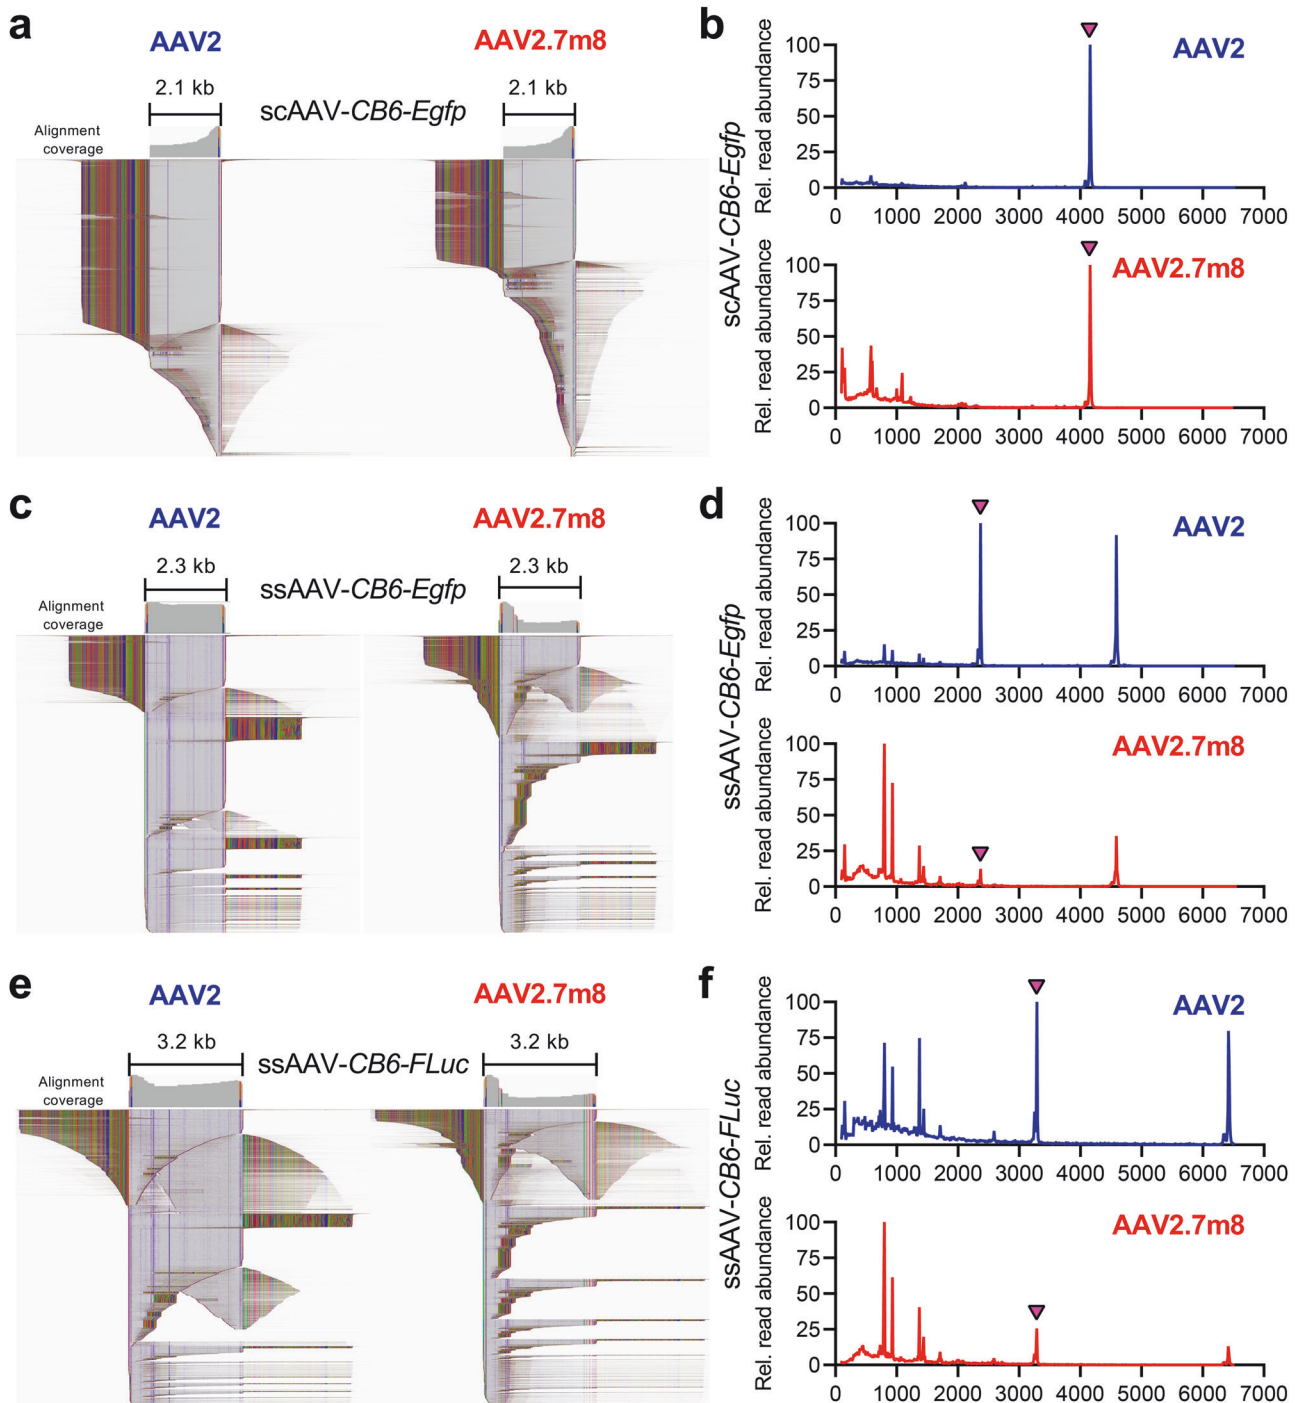 a
AAV2
AAV2.7m8
2.1 kb
scAAV-CB6-Egfp
2.1 kb
Alignment
coverage
b
scAAV-CB6-Egfp
Rel. read abundance
AAV2
100
75
50
25
0
0 1000 2000 3000 4000 5000 6000 7000
Rel. read abundance
AAV2.7m8
100
75
50
25
0
0 1000 2000 3000 4000 5000 6000 7000
c
AAV2
AAV2.7m8
2.3 kb
ssAAV-CB6-Egfp
2.3 kb
Alignment
coverage
d
ssAAV-CB6-Egfp
Rel. read abundance
AAV2
100
75
50
25
0
0 1000 2000 3000 4000 5000 6000 7000
Rel. read abundance
AAV2.7m8
100
75
50
25
0
0 1000 2000 3000 4000 5000 6000 7000
e
AAV2
AAV2.7m8
3.2 kb
ssAAV-CB6-FLuc
3.2 kb
Alignment
coverage
f
ssAAV-CB6-FLuc
Rel. read abundance
AAV2
100
75
50
25
0
0 1000 2000 3000 4000 5000 6000 7000
Rel. read abundance
AAV2.7m8
100
75
50
25
0
0 1000 2000 3000 4000 5000 6000 7000